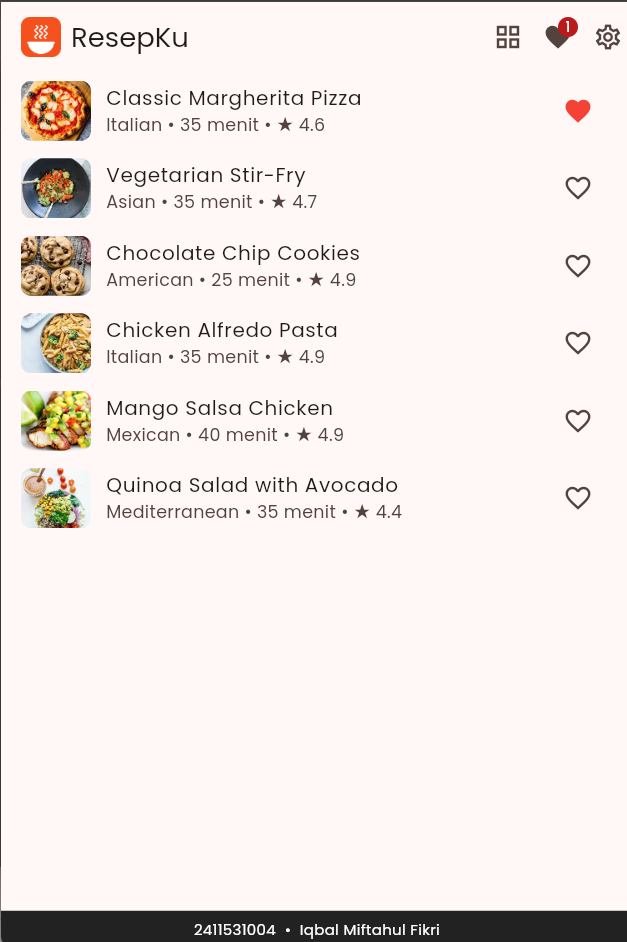 ResepKu
1
Classic Margherita Pizza
Italian • 35 menit • ★ 4.6
Vegetarian Stir-Fry
Asian • 35 menit • ★ 4.7
Chocolate Chip Cookies
American • 25 menit • ★ 4.9
Chicken Alfredo Pasta
Italian • 35 menit • ★ 4.9
Mango Salsa Chicken
Mexican • 40 menit • ★ 4.9
Quinoa Salad with Avocado
Mediterranean • 35 menit • ★ 4.4
2411531004 • Iqbal Miftahul Fikri